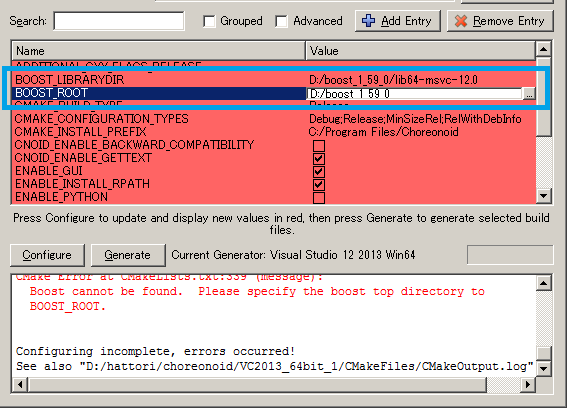 Search:
Grouped
Advanced
Add Entry
Remove Entry
Name Value
ADDITIONAL_CXX_FLAGS_RELEASE
BOOST_LIBRARYDIR D:/boost_1_59_0/lib64-msvc-12.0
BOOST_ROOT D:/boost_1_59_0 ...
CMAKE_BUILD_TYPE Release
CMAKE_CONFIGURATION_TYPES Debug;Release;MinSizeRel;RelWithDebInfo
CMAKE_INSTALL_PREFIX C:/Program Files/Choreonoid
CNOID_ENABLE_BACKWARD_COMPATIBILITY
CNOID_ENABLE_GETTEXT
ENABLE_GUI
ENABLE_INSTALL_RPATH
ENABLE_PYTHON
Press Configure to update and display new values in red, then press Generate to generate selected build
files.
Configure
Generate
Current Generator: Visual Studio 12 2013 Win64
CMake Error at CMakeLists.txt:339 (message):
Boost cannot be found.  Please specify the boost top directory to
BOOST_ROOT.
Configuring incomplete, errors occurred!
See also "D:/hattori/choreonoid/VC2013_64bit_1/CMakeFiles/CMakeOutput.log"